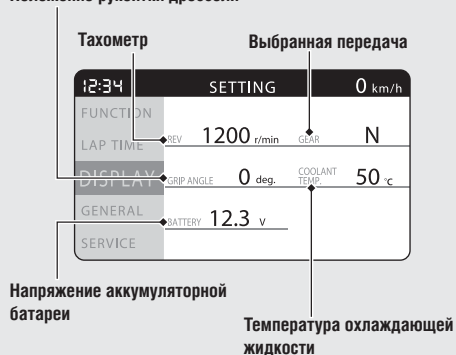 Положение рукоятки дросселя
Тахометр
Выбранная передача
12:34 SETTING 0 km/h
FUNCTION
LAP TIME
REV 1200 r/min GEAR N
DISPLAY
GRIP ANGLE 0 deg. COOLANT TEMP. 50 °C
GENERAL
BATTERY 12.3 V
SERVICE
Напряжение аккумуляторной
батареи
Температура охлаждающей
жидкости